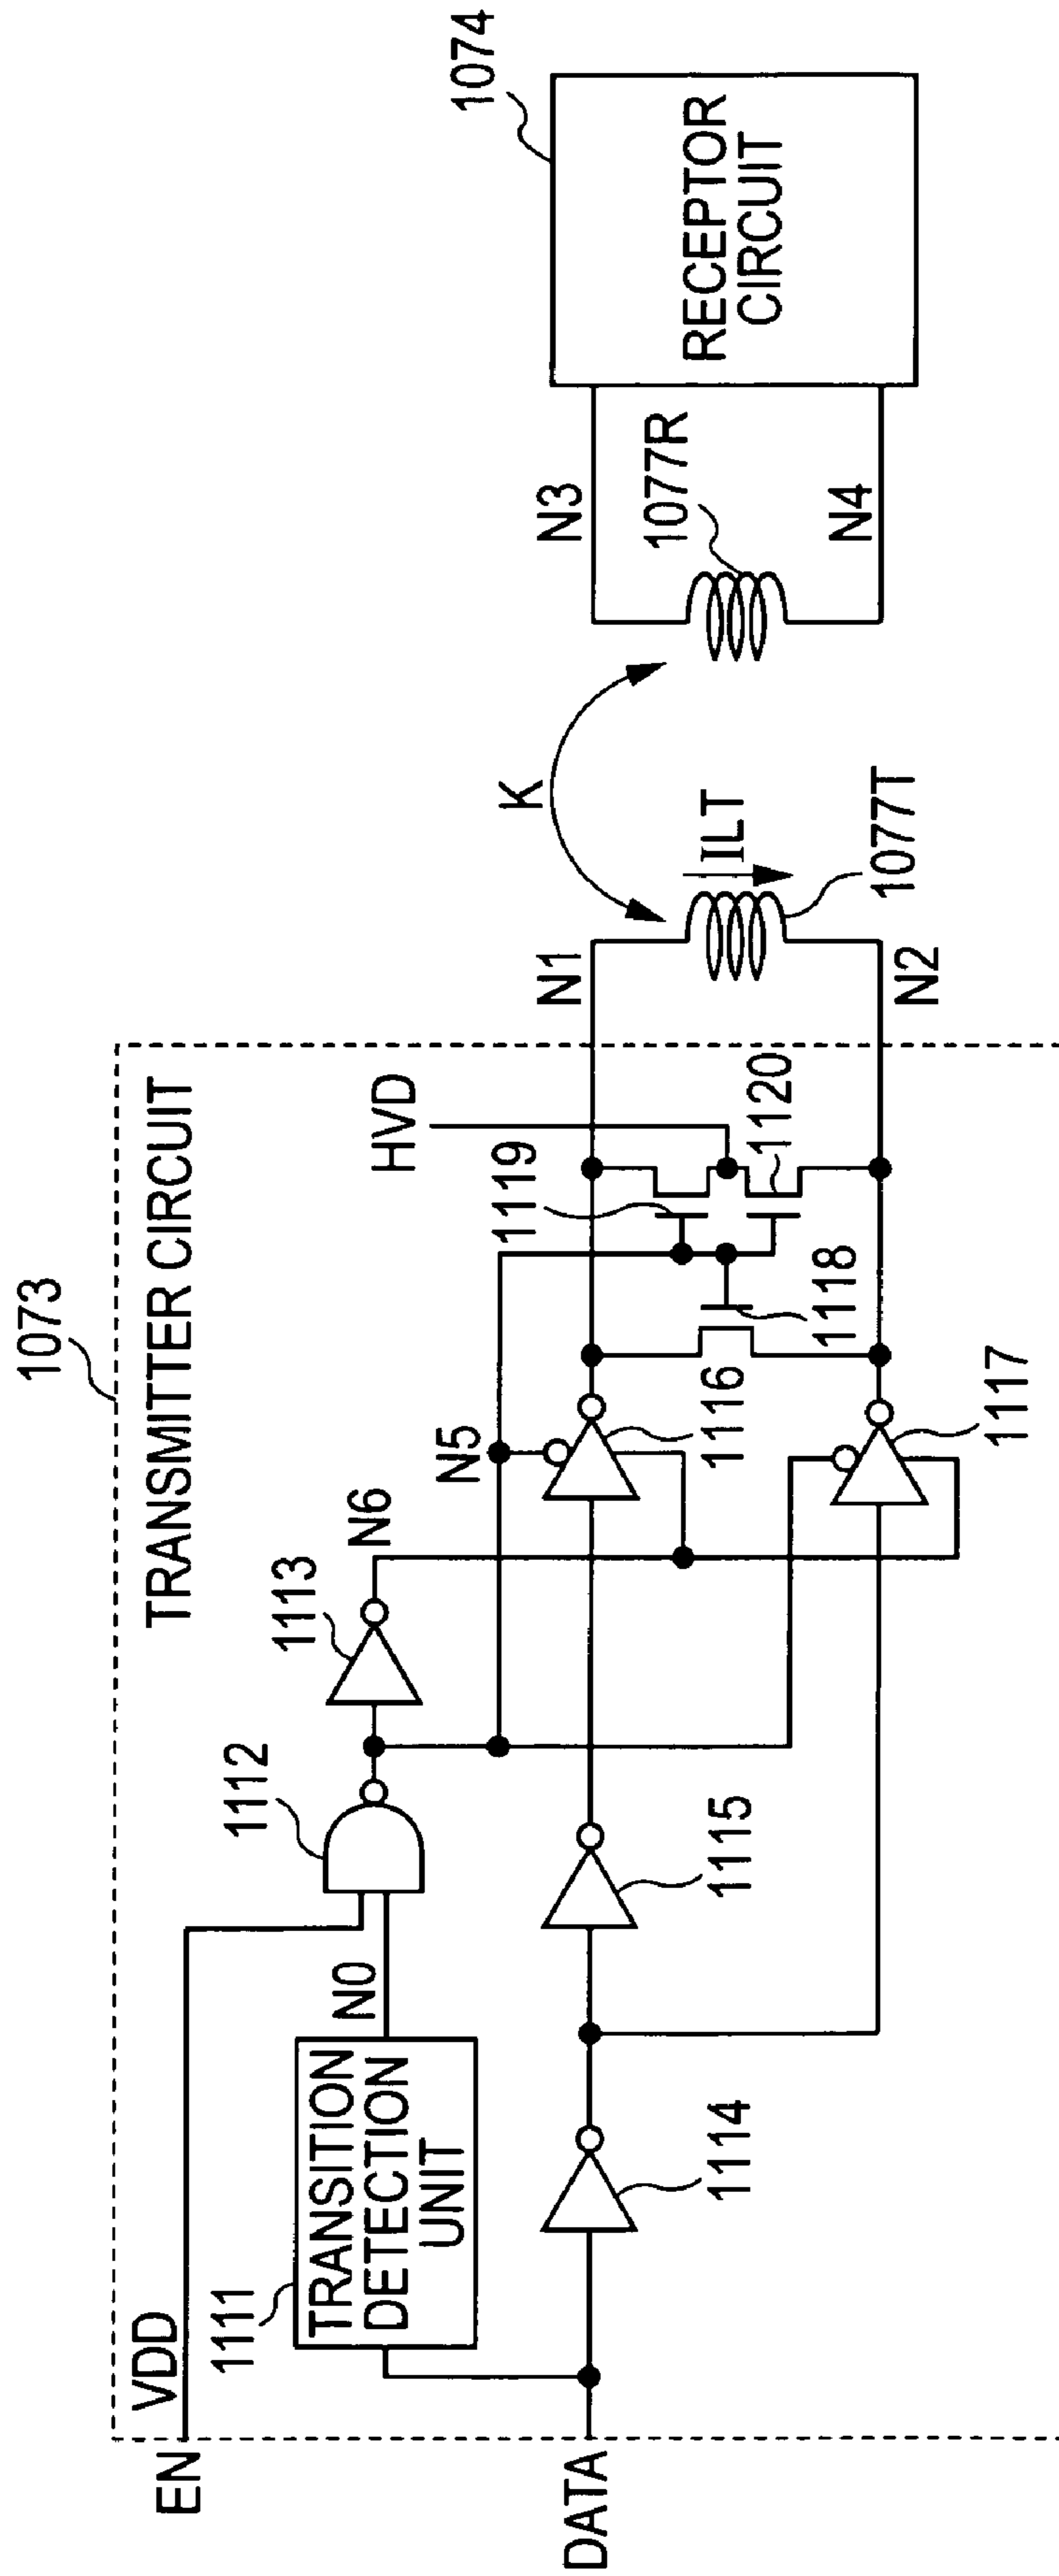 1073
TRANSMITTER CIRCUIT
EN
VDD
1111
TRANSITION
DETECTION
UNIT
N0
1112
1113
N6
N5
HVD
1119
1120
1118
1116
1117
DATA
1114
1115
N1
N2
K
ILT
1077T
N3
1077R
N4
1074
RECEPTOR
CIRCUIT